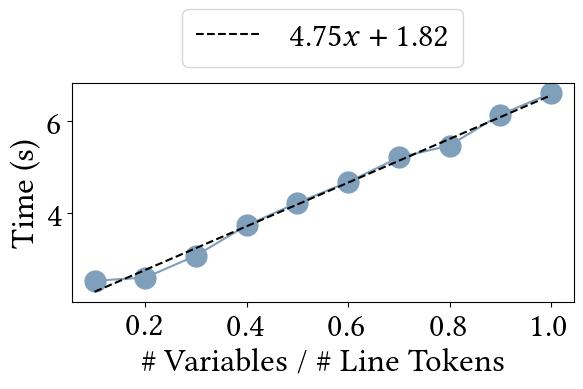 4.75x + 1.82
6
4
Time (s)
0.2 0.4 0.6 0.8 1.0
# Variables / # Line Tokens